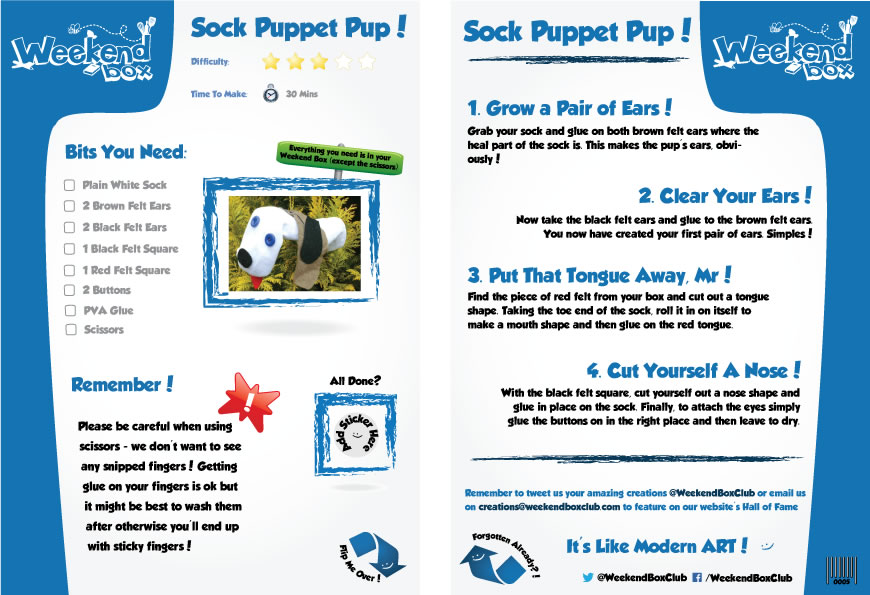 Weekend
box
Sock Puppet Pup!
Difficulty:
Time To Make:
30 Mins
Bits You Need:
Everything you need is in your
Weekend Box (except the scissors)
Plain White Sock
2 Brown Felt Ears
2 Black Felt Ears
1 Black Felt Square
1 Red Felt Square
2 Buttons
PVA Glue
Scissors
Remember!
!
Please be careful when using
scissors - we don't want to see
any snipped fingers! Getting
glue on your fingers is ok but
it might be best to wash them
after otherwise you'll end up
with sticky fingers!
All Done?
Add Sticker Here
Flip Me Over!
Sock Puppet Pup!
Weekend
box
1. Grow a Pair of Ears!
Grab your sock and glue on both brown felt ears where the
heal part of the sock is. This makes the pup's ears, obvi-
ously!
2. Clear Your Ears!
Now take the black felt ears and glue to the brown felt ears.
You now have created your first pair of ears. Simples!
3. Put That Tongue Away, Mr!
Find the piece of red felt from your box and cut out a tongue
shape. Taking the toe end of the sock, roll it in on itself to
make a mouth shape and then glue on the red tongue.
4. Cut Yourself A Nose!
With the black felt square, cut yourself out a nose shape and
glue in place on the sock. Finally, to attach the eyes simply
glue the buttons on in the right place and then leave to dry.
Remember to tweet us your amazing creations @WeekendBoxClub or email us
on creations@weekendboxclub.com to feature on our website's Hall of Fame
Forgotten Already?!
It's Like Modern ART!
@WeekendBoxClub /WeekendBoxClub
0005